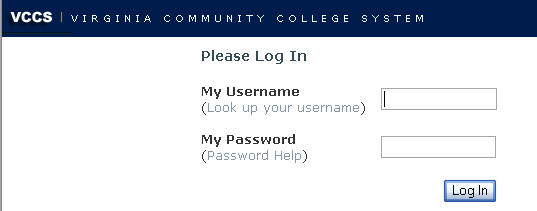 VCCS | VIRGINIA COMMUNITY COLLEGE SYSTEM
Please Log In
My Username
(Look up your username)
My Password
(Password Help)
Log In